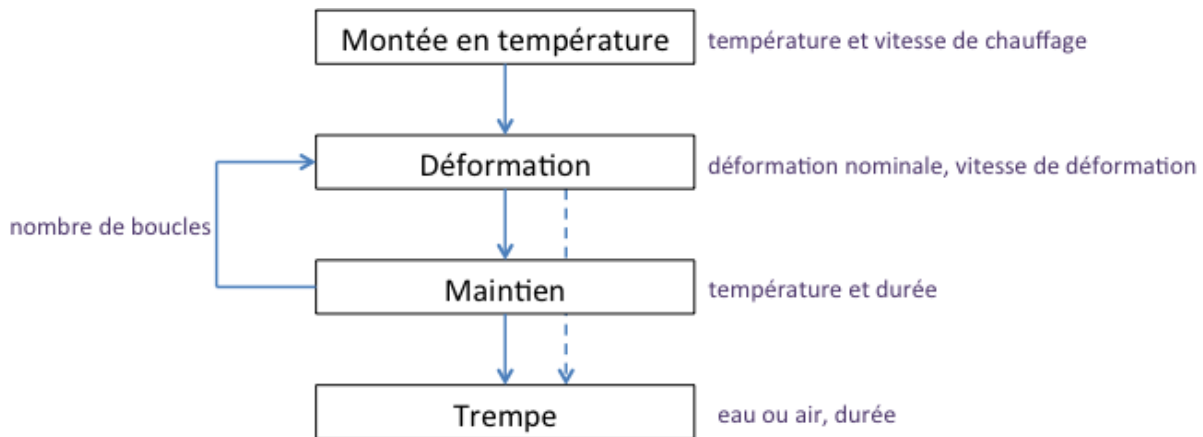 Montée en température
température et vitesse de chauffage
Déformation
déformation nominale, vitesse de déformation
nombre de boucles
Maintien
température et durée
Trempe
eau ou air, durée